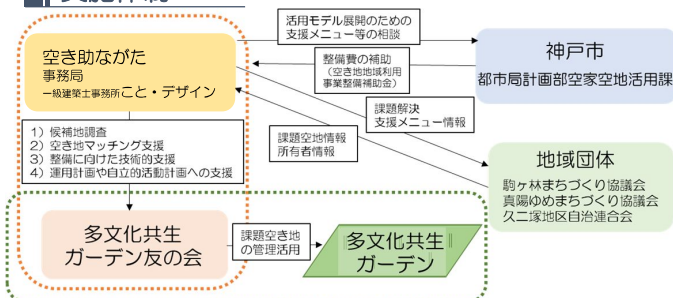 活用モデル展開のための
支援メニュー等の相談
空き助ながた
事務局
一級建築士事務所こと・デザイン
整備費の補助
（空き地地域利用
事業整備補助金）
神戸市
都市局計画部空家空地活用課
課題解決
支援メニュー情報
課題空地情報
所有者情報
1）候補地調査
2）空き地マッチング支援
3）整備に向けた技術的支援
4）運用計画や自立的活動計画への支援
地域団体
駒ヶ林まちづくり協議会
真陽ゆめまちづくり協議会
久二塚地区自治連合会
多文化共生
ガーデン友の会
課題空き地
の管理活用
多文化共生
ガーデン